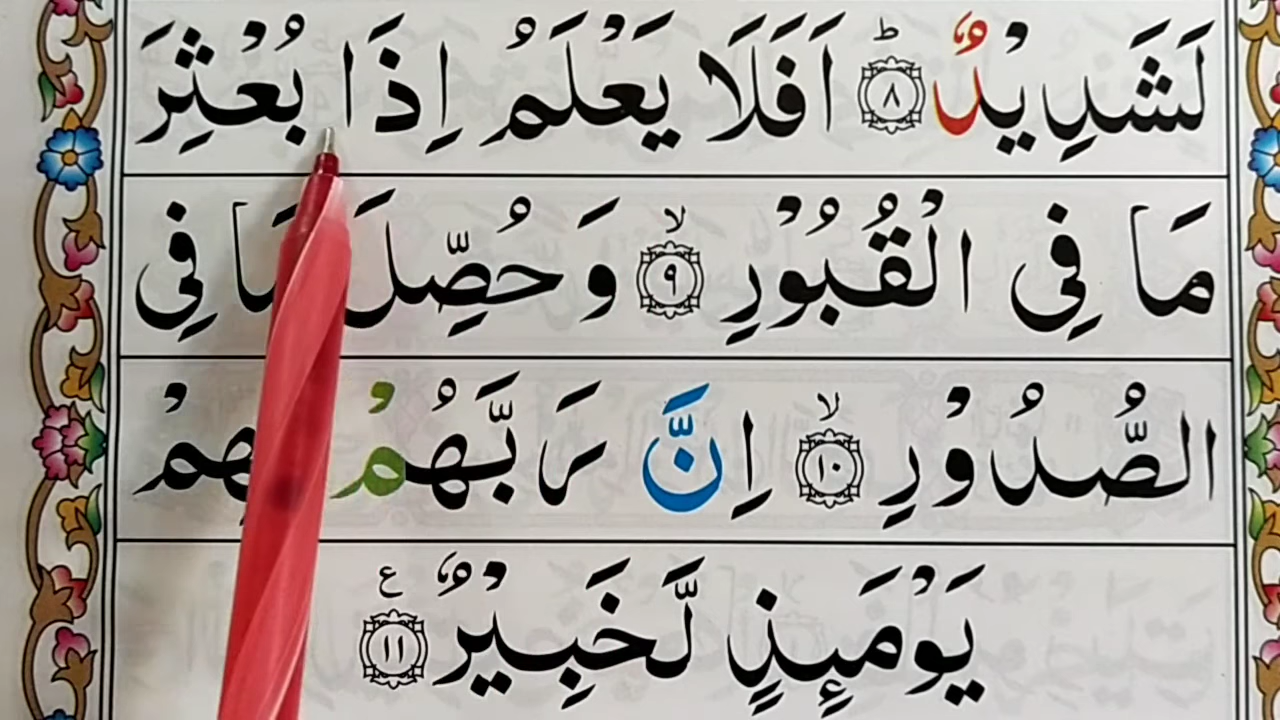 لَشَدِيْدٌ ؕ ﴿۸﴾ اَفَلَا يَعْلَمُ اِذَا بُعْثِرَ
مَا فِي الْقُبُوْرِ ﴿۹﴾ ۙ وَ حُصِّلَ مَا فِي
الصُّدُوْرِ ﴿۱۰﴾ ۙ اِنَّ رَبَّهُمْ بِهِمْ
يَوْمَىِٕذٍ لَّخَبِيْرٌ ﴿۱۱﴾ ع